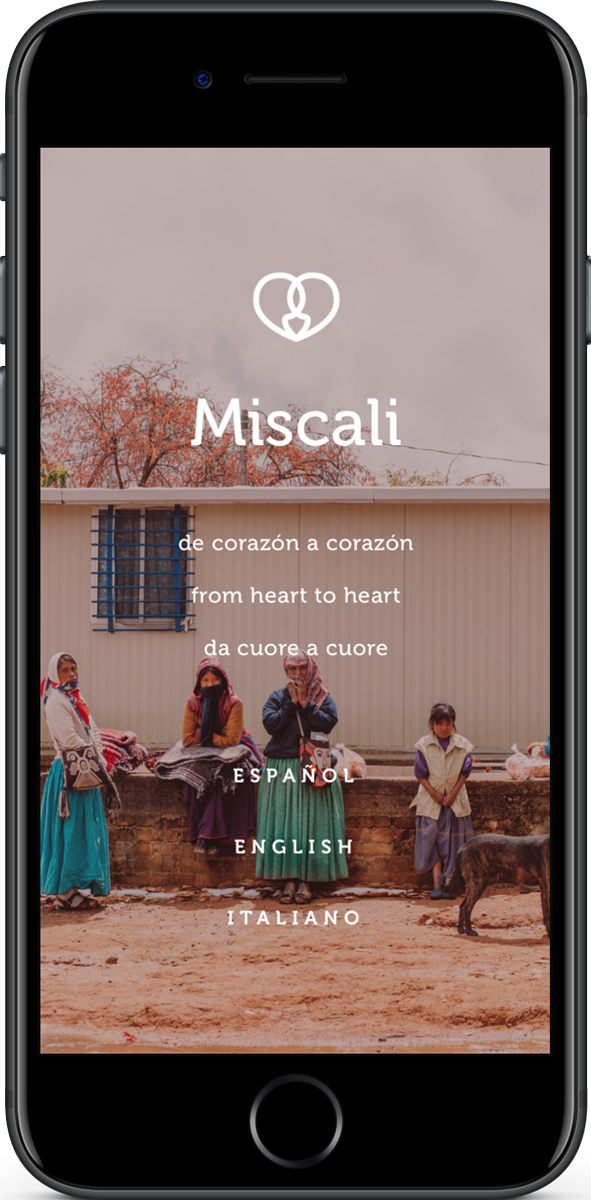 Miscali
de corazón a corazón
from heart to heart
da cuore a cuore
ESPAÑOL
ENGLISH
ITALIANO